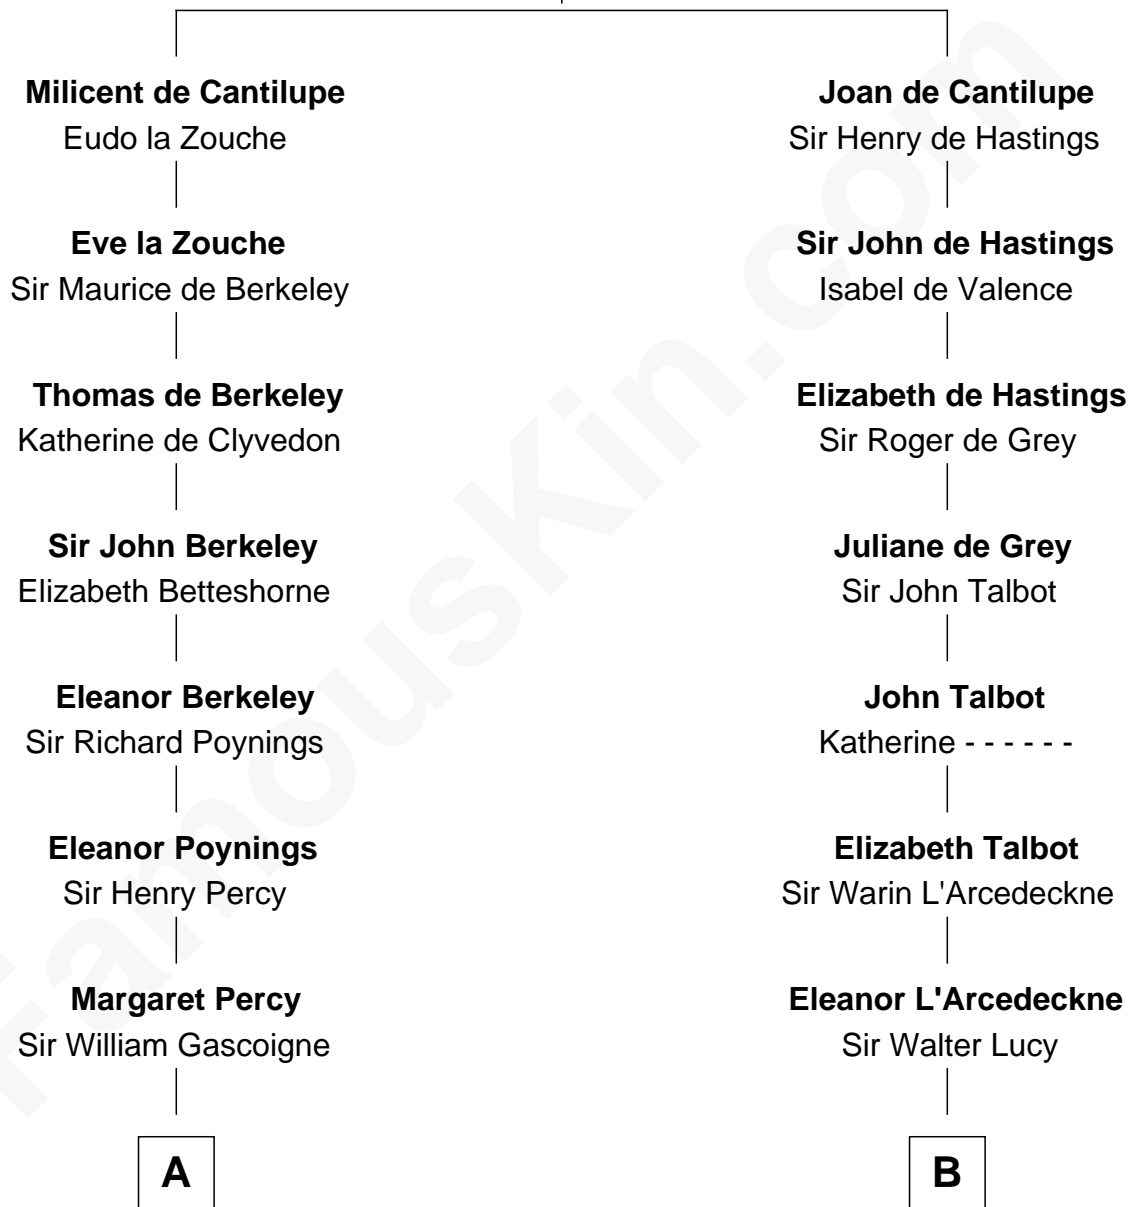 Milicent de Cantilupe
Eudo la Zouche
Eve la Zouche
Sir Maurice de Berkeley
Thomas de Berkeley
Katherine de Clyvedon
Sir John Berkeley
Elizabeth Betteshorne
Eleanor Berkeley
Sir Richard Poynings
Eleanor Poynings
Sir Henry Percy
Margaret Percy
Sir William Gascoigne
A
Joan de Cantilupe
Sir Henry de Hastings
Sir John de Hastings
Isabel de Valence
Elizabeth de Hastings
Sir Roger de Grey
Juliane de Grey
Sir John Talbot
John Talbot
Katherine - - - - - -
Elizabeth Talbot
Sir Warin L'Arcedeckne
Eleanor L'Arcedeckne
Sir Walter Lucy
B
FamousKin.com